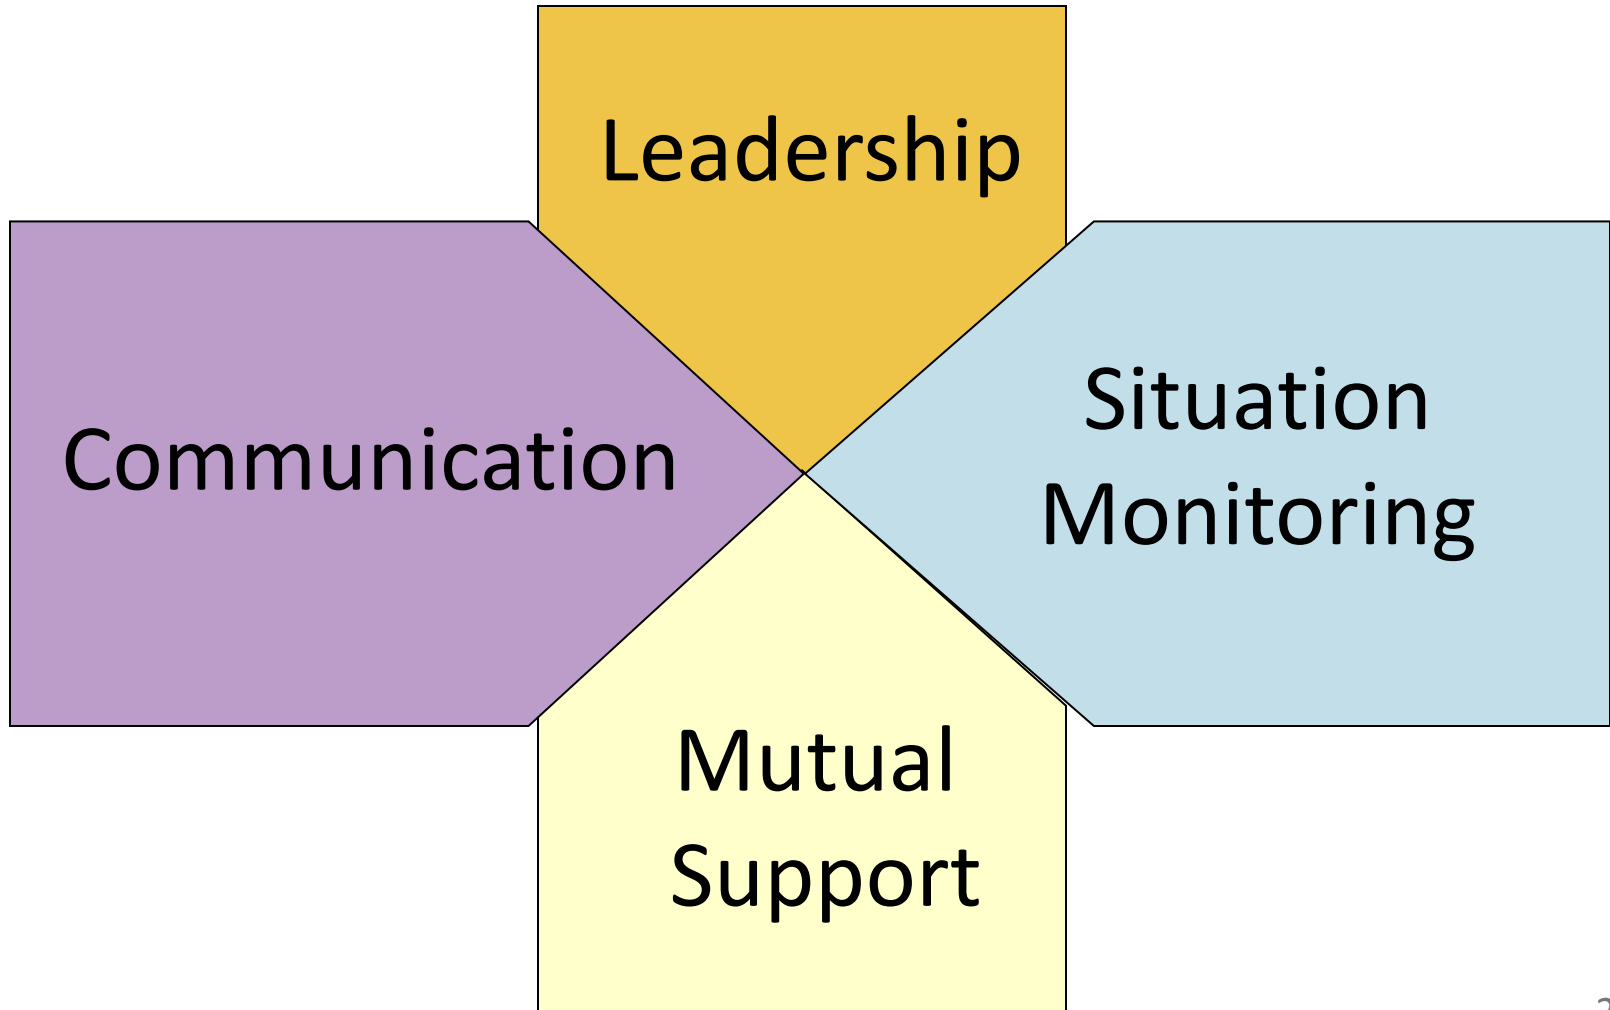 Leadership
Communication
Situation
Monitoring
Mutual
Support